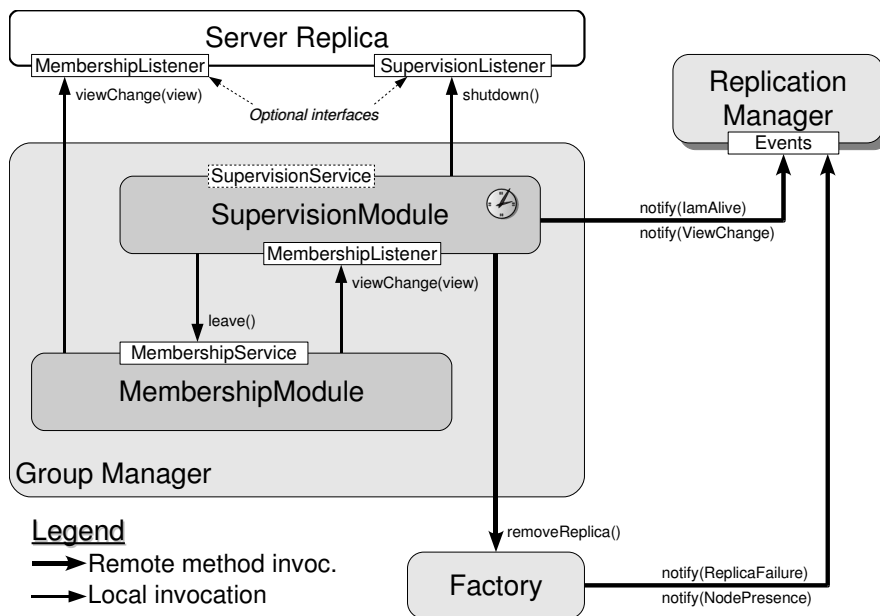 Server Replica
MembershipListener
SupervisionListener
viewChange(view)
Optional interfaces
shutdown()
Replication
Manager
Events
SupervisionService
SupervisionModule
notify(IamAlive)
notify(ViewChange)
MembershipListener
viewChange(view)
leave()
MembershipService
MembershipModule
Group Manager
removeReplica()
Factory
notify(ReplicaFailure)
notify(NodePresence)
Legend
Remote method invoc.
Local invocation